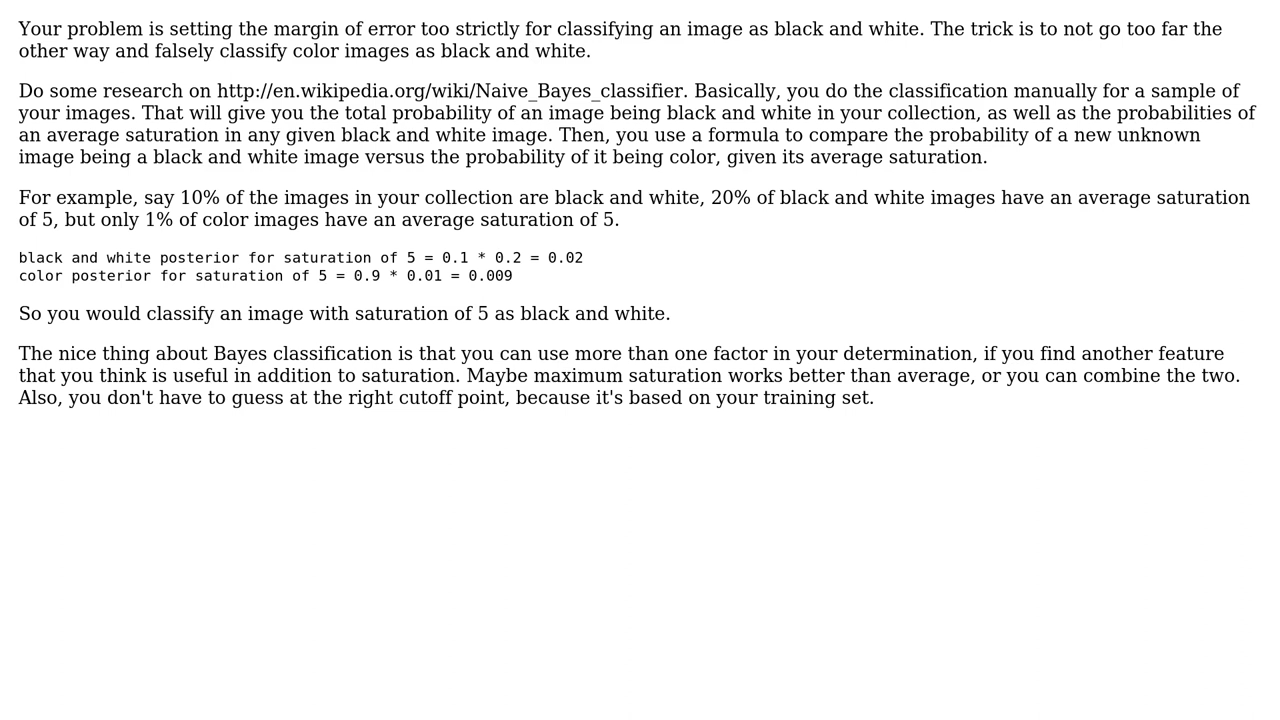 Your problem is setting the margin of error too strictly for classifying an image as black and white. The trick is to not go too far the
other way and falsely classify color images as black and white.
Do some research on http://en.wikipedia.org/wiki/Naive_Bayes_classifier. Basically, you do the classification manually for a sample of
your images. That will give you the total probability of an image being black and white in your collection, as well as the probabilities of
an average saturation in any given black and white image. Then, you use a formula to compare the probability of a new unknown
image being a black and white image versus the probability of it being color, given its average saturation.
For example, say 10% of the images in your collection are black and white, 20% of black and white images have an average saturation
of 5, but only 1% of color images have an average saturation of 5.
black and white posterior for saturation of 5 = 0.1 * 0.2 = 0.02
color posterior for saturation of 5 = 0.9 * 0.01 = 0.009
So you would classify an image with saturation of 5 as black and white.
The nice thing about Bayes classification is that you can use more than one factor in your determination, if you find another feature
that you think is useful in addition to saturation. Maybe maximum saturation works better than average, or you can combine the two.
Also, you don't have to guess at the right cutoff point, because it's based on your training set.